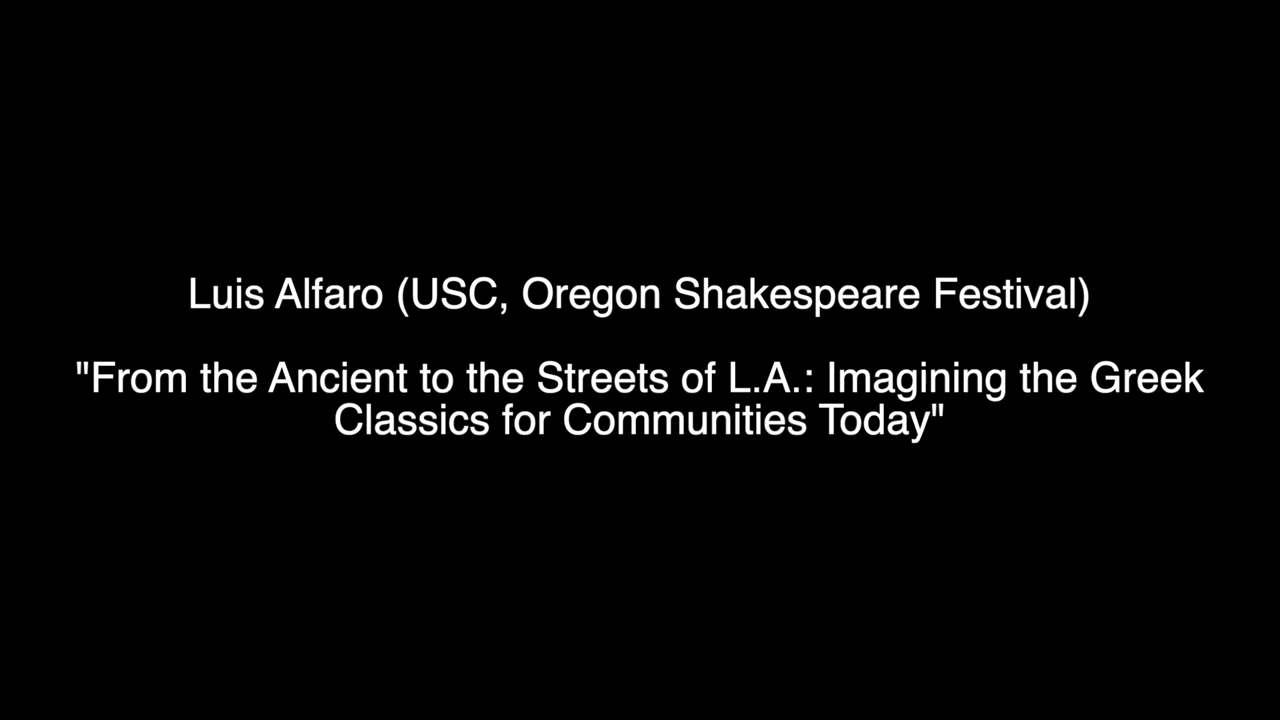 Luis Alfaro (USC, Oregon Shakespeare Festival)
"From the Ancient to the Streets of L.A.: Imagining the Greek
Classics for Communities Today"